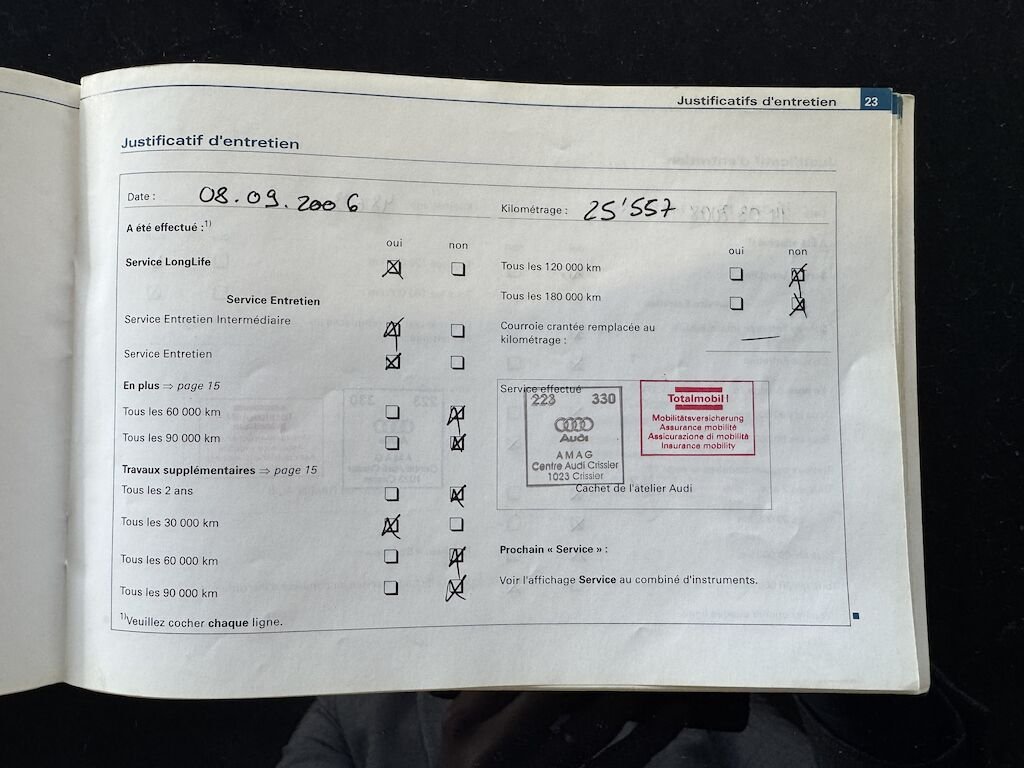 Justificatifs d'entretien 23
Justificatif d'entretien
Date : 08.09.2006
Kilométrage : 25'557
A été effectué :1)
oui non
Service LongLife
Service Entretien
Service Entretien Intermédiaire
Service Entretien
En plus ⇒ page 15
Tous les 60 000 km
Tous les 90 000 km
Travaux supplémentaires ⇒ page 15
Tous les 2 ans
Tous les 30 000 km
Tous les 60 000 km
Tous les 90 000 km
1)Veuillez cocher chaque ligne.
oui non
Tous les 120 000 km
Tous les 180 000 km
Courroie crantée remplacée au
kilométrage : —
Service effectué
223 330
Audi
AMAG
Centre Audi Crissier
1023 Crissier
Totalmobil!
Mobilitätsversicherung
Assurance mobilité
Assicurazione di mobilità
Insurance mobility
Cachet de l'atelier Audi
Prochain « Service » :
Voir l'affichage Service au combiné d'instruments.